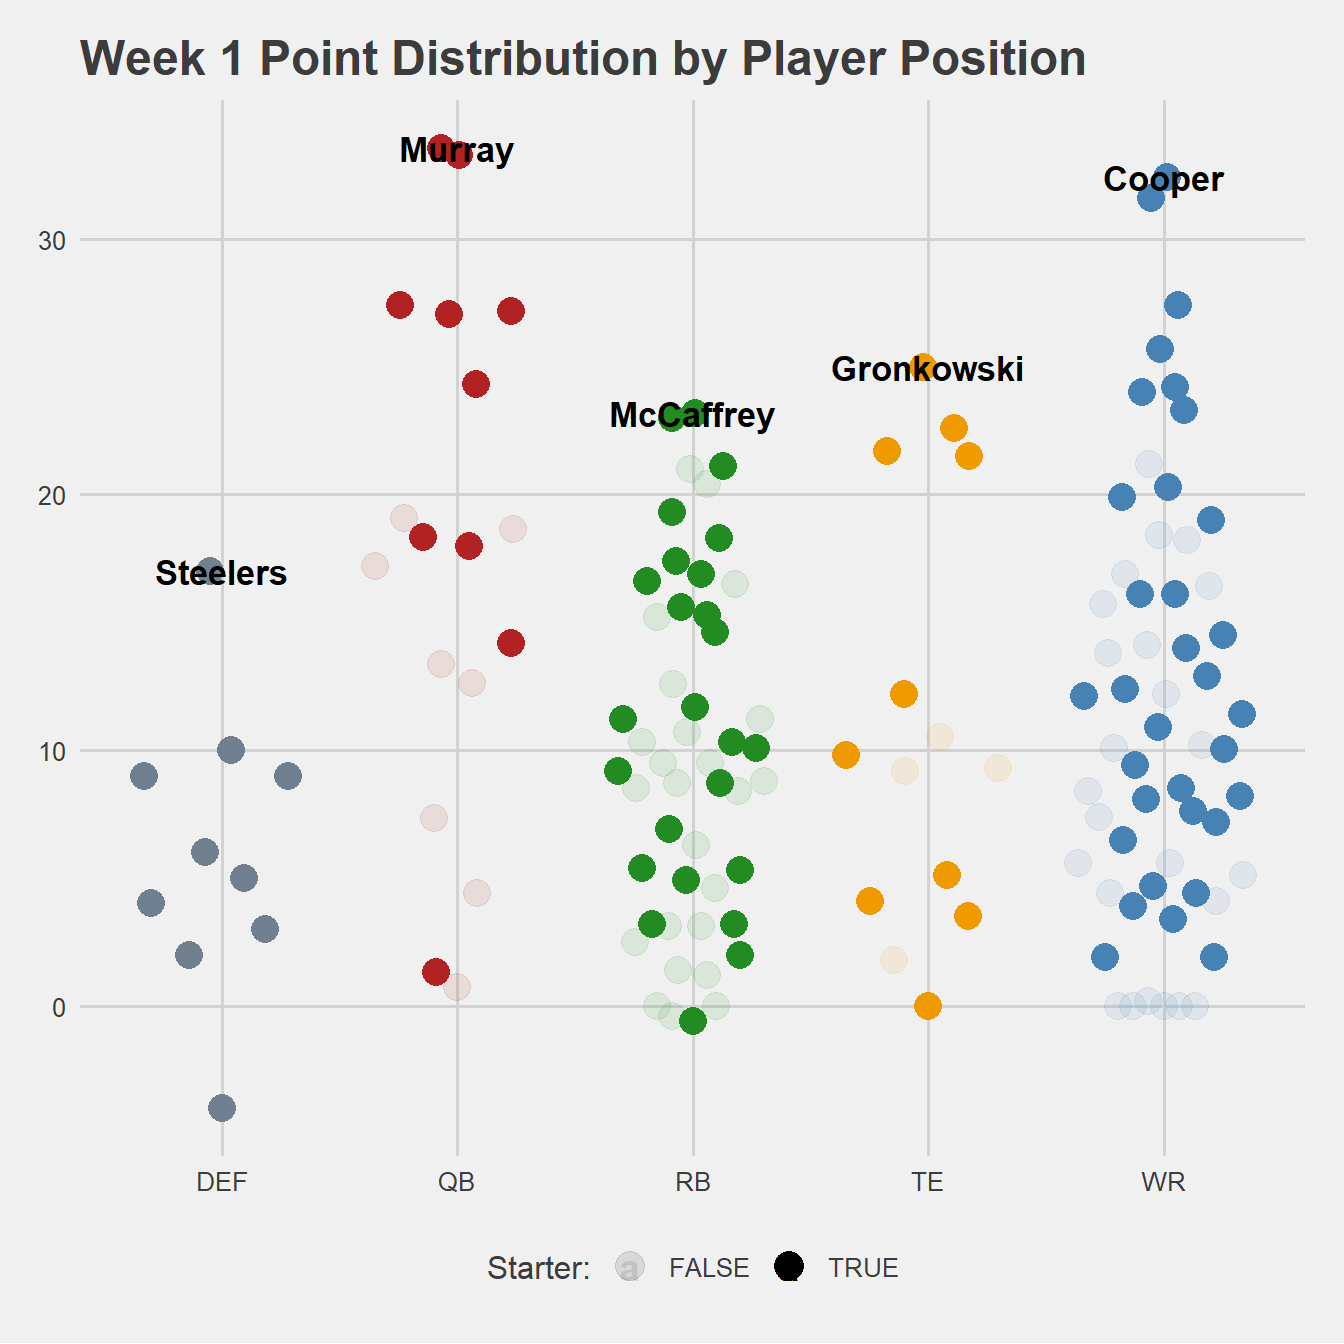 Week 1 Point Distribution by Player Position
Murray
Cooper
30
Gronkowski
McCaffrey
20
Steelers
10
0
DEF QB RB TE WR
Starter: a FALSE TRUE